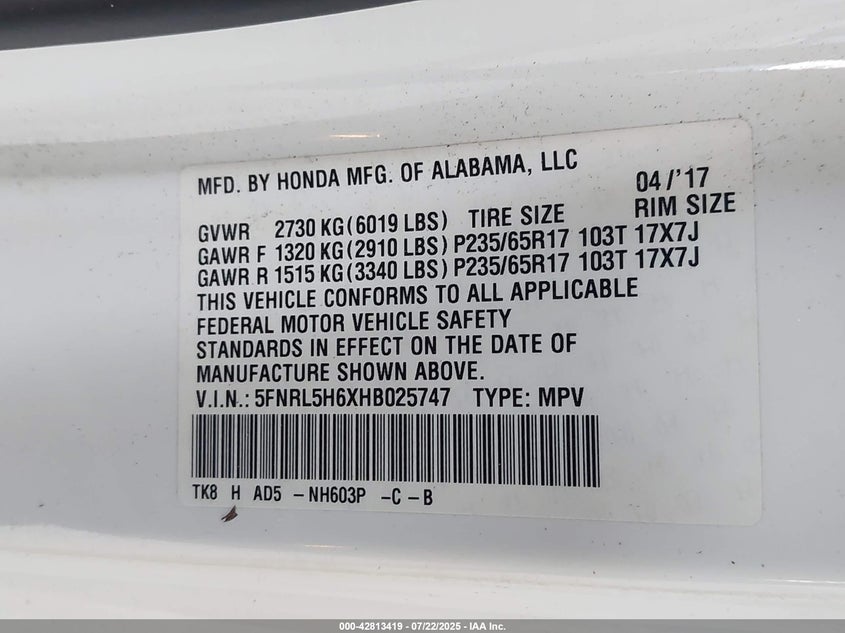 MFD. BY HONDA MFG. OF ALABAMA, LLC 04/'17
GVWR 2730 KG(6019 LBS) TIRE SIZE RIM SIZE
GAWR F 1320 KG(2910 LBS) P235/65R17 103T 17X7J
GAWR R 1515 KG(3340 LBS) P235/65R17 103T 17X7J
THIS VEHICLE CONFORMS TO ALL APPLICABLE
FEDERAL MOTOR VEHICLE SAFETY
STANDARDS IN EFFECT ON THE DATE OF
MANUFACTURE SHOWN ABOVE.
V.I.N.: 5FNRL5H6XHB025747 TYPE: MPV
TK8 H AD5 -NH603P -C-B
000-42813419 - 07/22/2025 - IAA Inc.